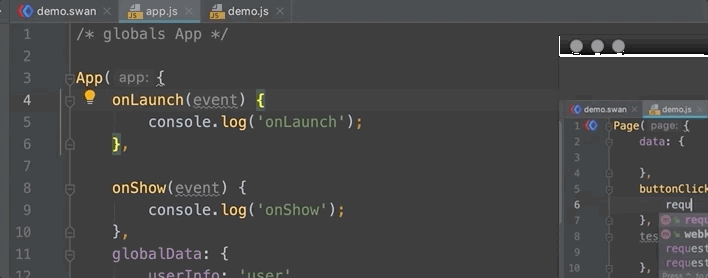 demo.swan app.js demo.js
1 /* globals App */
2
3 App( app: {
4 onLaunch(event) {
5 console.log('onLaunch');
6 },
7
8 onShow(event) {
9 console.log('onShow');
10 },
11 globalData: {
12 userInfo: 'user'
demo.swan demo.js
1 Page( page: {
2 data: {
3
4 },
5 buttonClick
6 requ
7 },
8
9
10 },
requ
webk
request
request